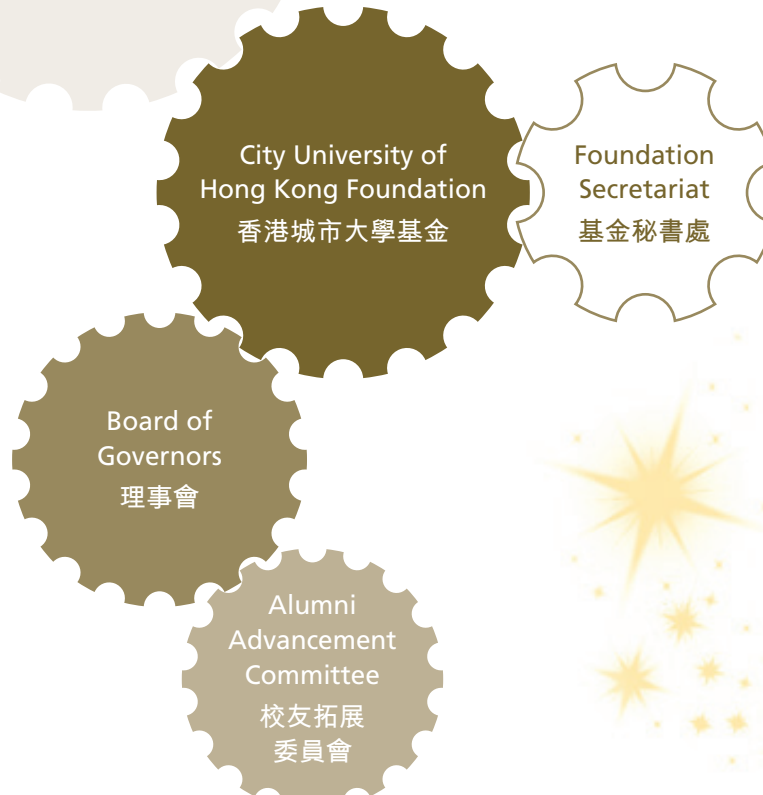 City University of
Hong Kong Foundation
香港城市大學基金
Foundation
Secretariat
基金秘書處
Board of
Governors
理事會
Alumni
Advancement
Committee
校友拓展
委員會